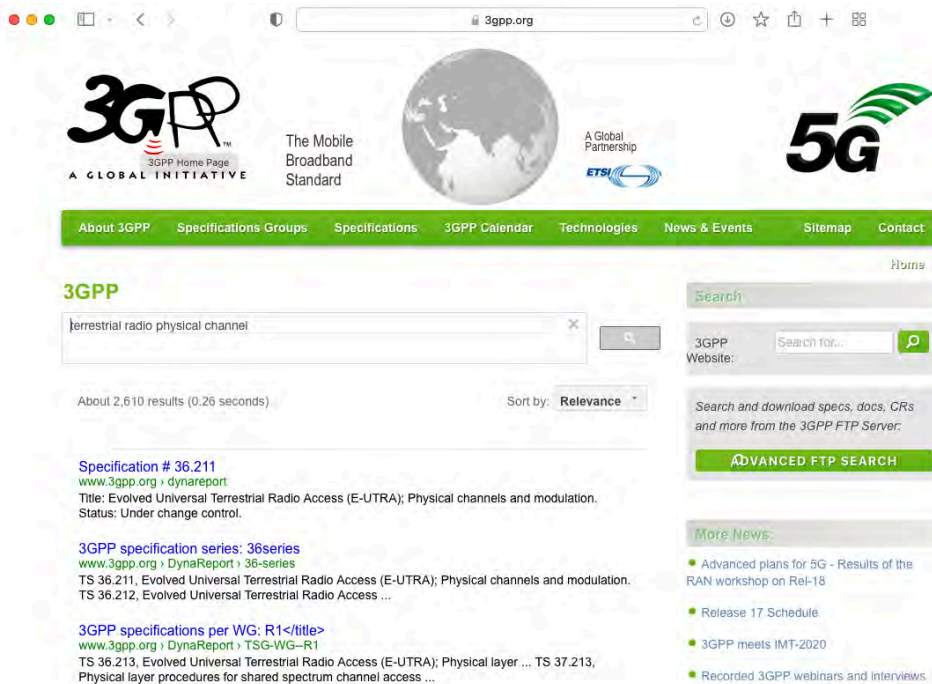 3gpp.org
3GPP
TM
3GPP Home Page
A GLOBAL INITIATIVE
The Mobile
Broadband
Standard
A Global
Partnership
ETSI
5G
About 3GPP Specifications Groups Specifications 3GPP Calendar Technologies News & Events Sitemap Contact
Home
3GPP
terrestrial radio physical channel
About 2,610 results (0.26 seconds)
Sort by: Relevance
Specification # 36.211
www.3gpp.org › dynareport
Title: Evolved Universal Terrestrial Radio Access (E-UTRA); Physical channels and modulation.
Status: Under change control.
3GPP specification series: 36series
www.3gpp.org › DynaReport › 36-series
TS 36.211, Evolved Universal Terrestrial Radio Access (E-UTRA); Physical channels and modulation.
TS 36.212, Evolved Universal Terrestrial Radio Access ...
3GPP specifications per WG: R1</title>
www.3gpp.org › DynaReport › TSG-WG--R1
TS 36.213, Evolved Universal Terrestrial Radio Access (E-UTRA); Physical layer ... TS 37.213,
Physical layer procedures for shared spectrum channel access ...
Search
3GPP
Website:
Search for...
Search and download specs, docs, CRs
and more from the 3GPP FTP Server:
ADVANCED FTP SEARCH
More News:
Advanced plans for 5G - Results of the
RAN workshop on Rel-18
Release 17 Schedule
3GPP meets IMT-2020
Recorded 3GPP webinars and interviews